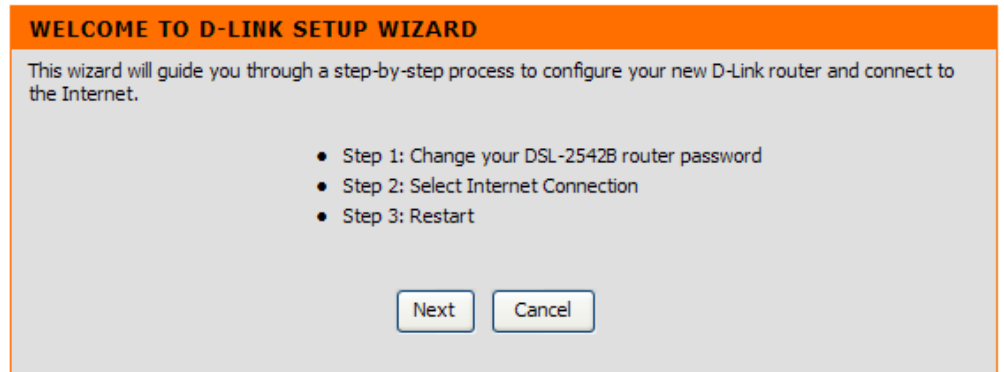 WELCOME TO D-LINK SETUP WIZARD
This wizard will guide you through a step-by-step process to configure your new D-Link router and connect to
the Internet.
• Step 1: Change your DSL-2542B router password
• Step 2: Select Internet Connection
• Step 3: Restart
Next Cancel